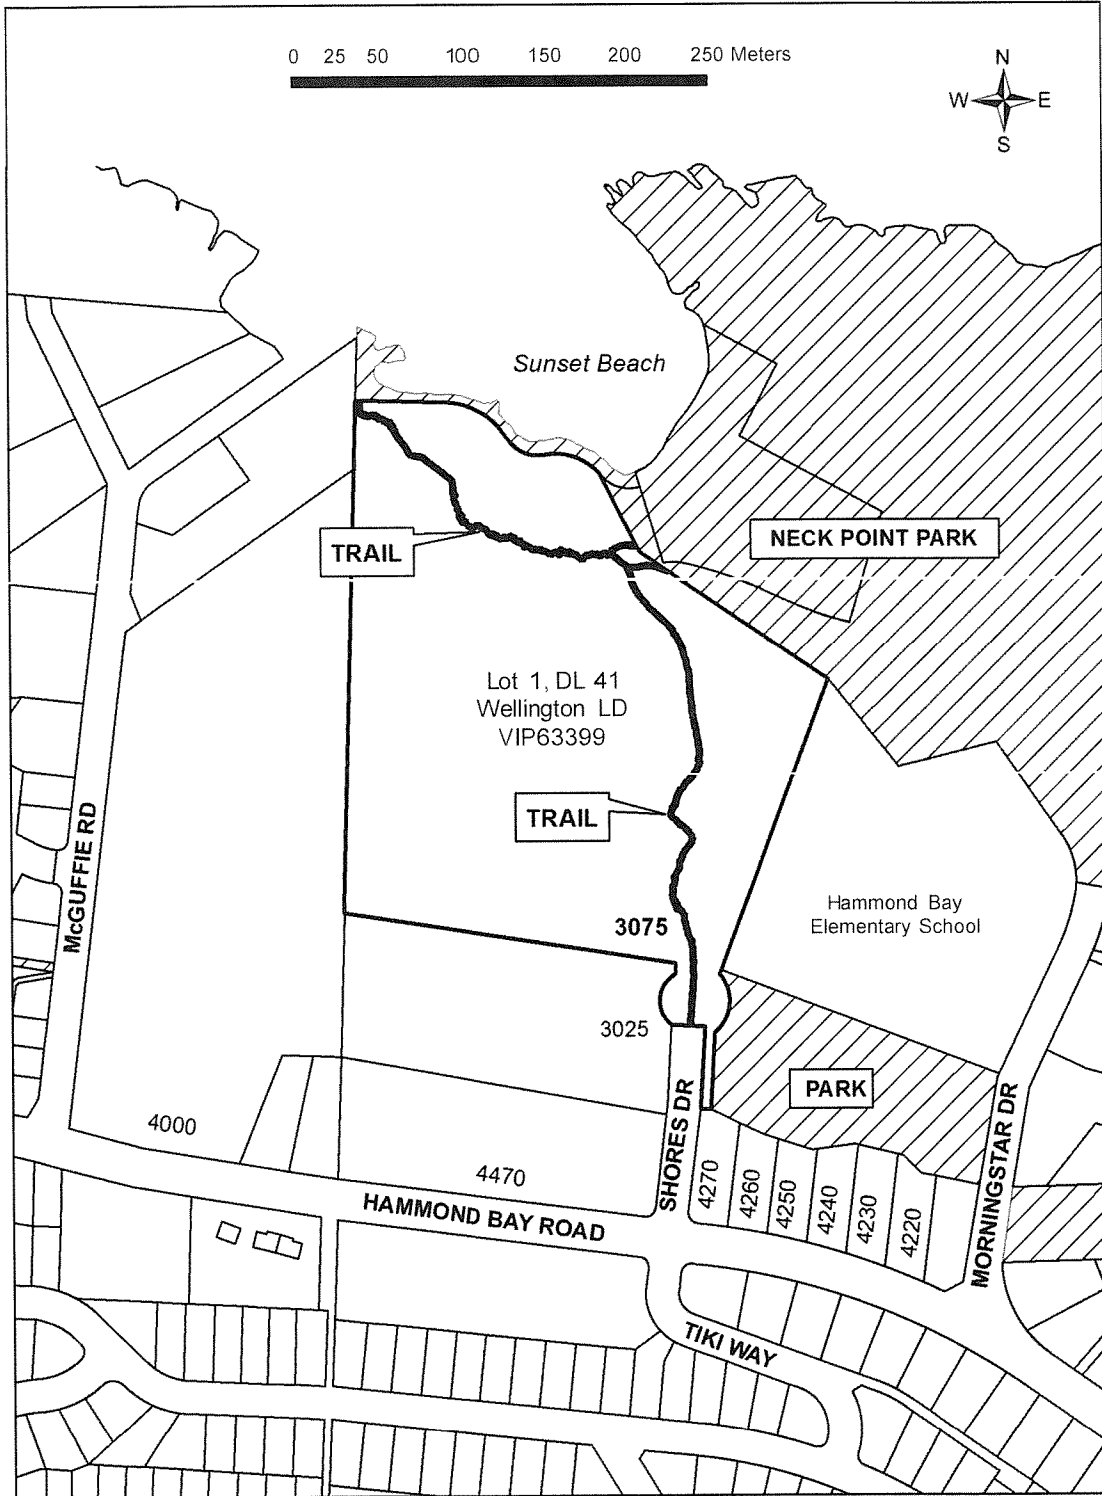 0 25 50 100 150 200 250 Meters
N
W E
S
Sunset Beach
NECK POINT PARK
TRAIL
Lot 1, DL 41
Wellington LD
VIP63399
TRAIL
McGUFFIE RD
Hammond Bay
Elementary School
3075
3025
PARK
SHORES DR
MORNINGSTAR DR
4000
4470
4270
4260
4250
4240
4230
4220
HAMMOND BAY ROAD
TIKI WAY